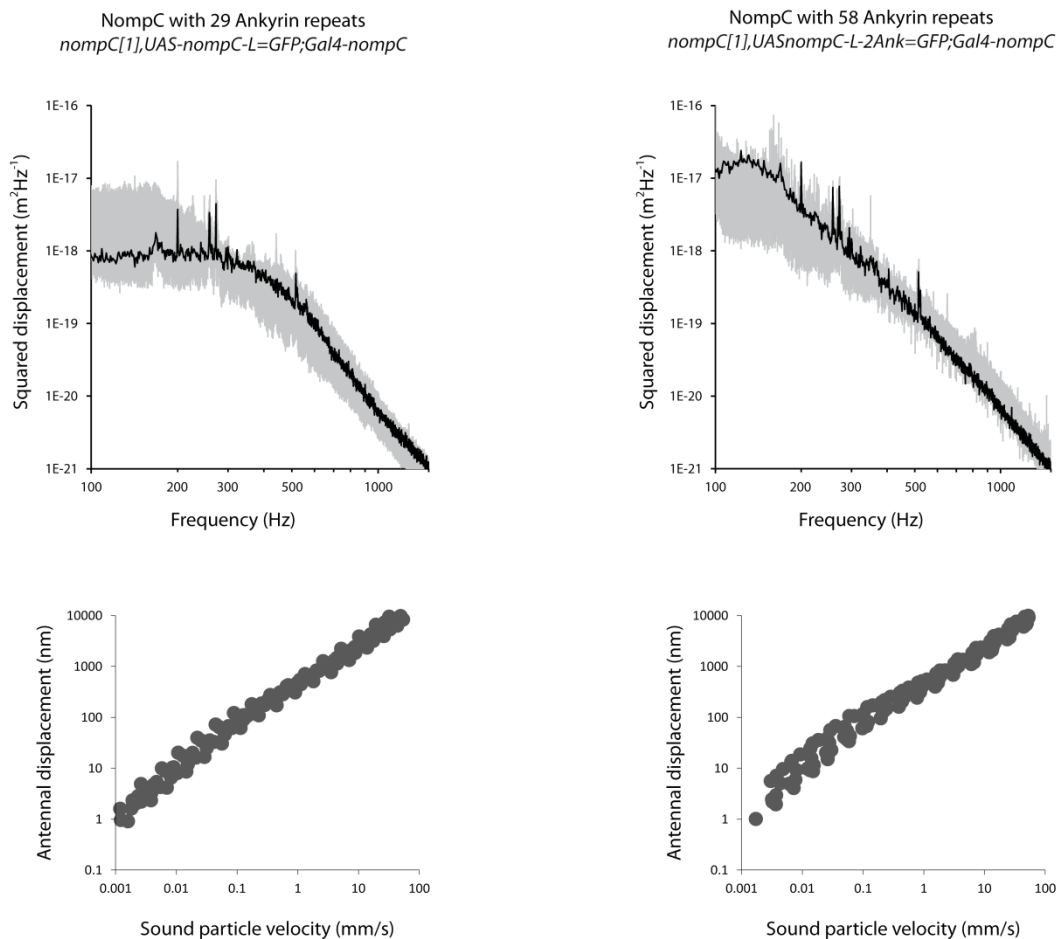 NompC with 29 Ankyrin repeats
nompC[1],UAS-nompC-L=GFP;Gal4-nompC
1E-16
1E-17
1E-18
1E-19
1E-20
1E-21
Squared displacement (m²Hz⁻¹)
100 200 300 500 1000
Frequency (Hz)
NompC with 58 Ankyrin repeats
nompC[1],UASnompC-L-2Ank=GFP;Gal4-nompC
1E-16
1E-17
1E-18
1E-19
1E-20
1E-21
Squared displacement (m²Hz⁻¹)
100 200 300 500 1000
Frequency (Hz)
10000
1000
100
10
1
0.1
Antennal displacement (nm)
0.001 0.01 0.1 1 10 100
Sound particle velocity (mm/s)
10000
1000
100
10
1
0.1
Antennal displacement (nm)
0.001 0.01 0.1 1 10 100
Sound particle velocity (mm/s)